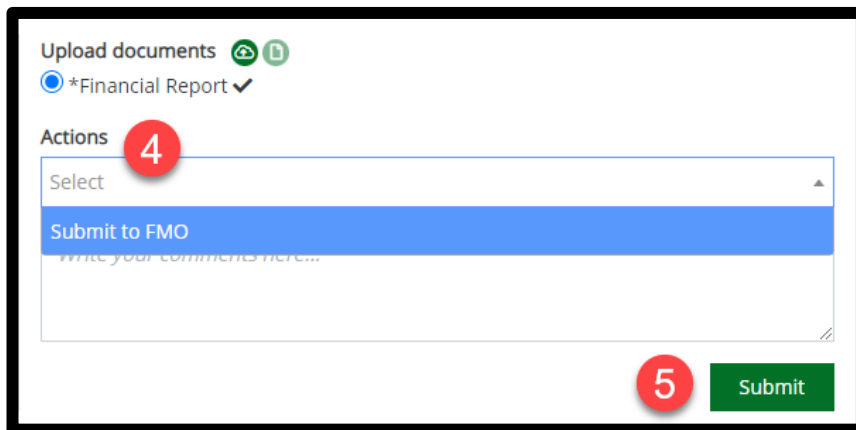 Upload documents
*Financial Report
Actions
4
Select
Submit to FMO
Write your comments here...
5
Submit